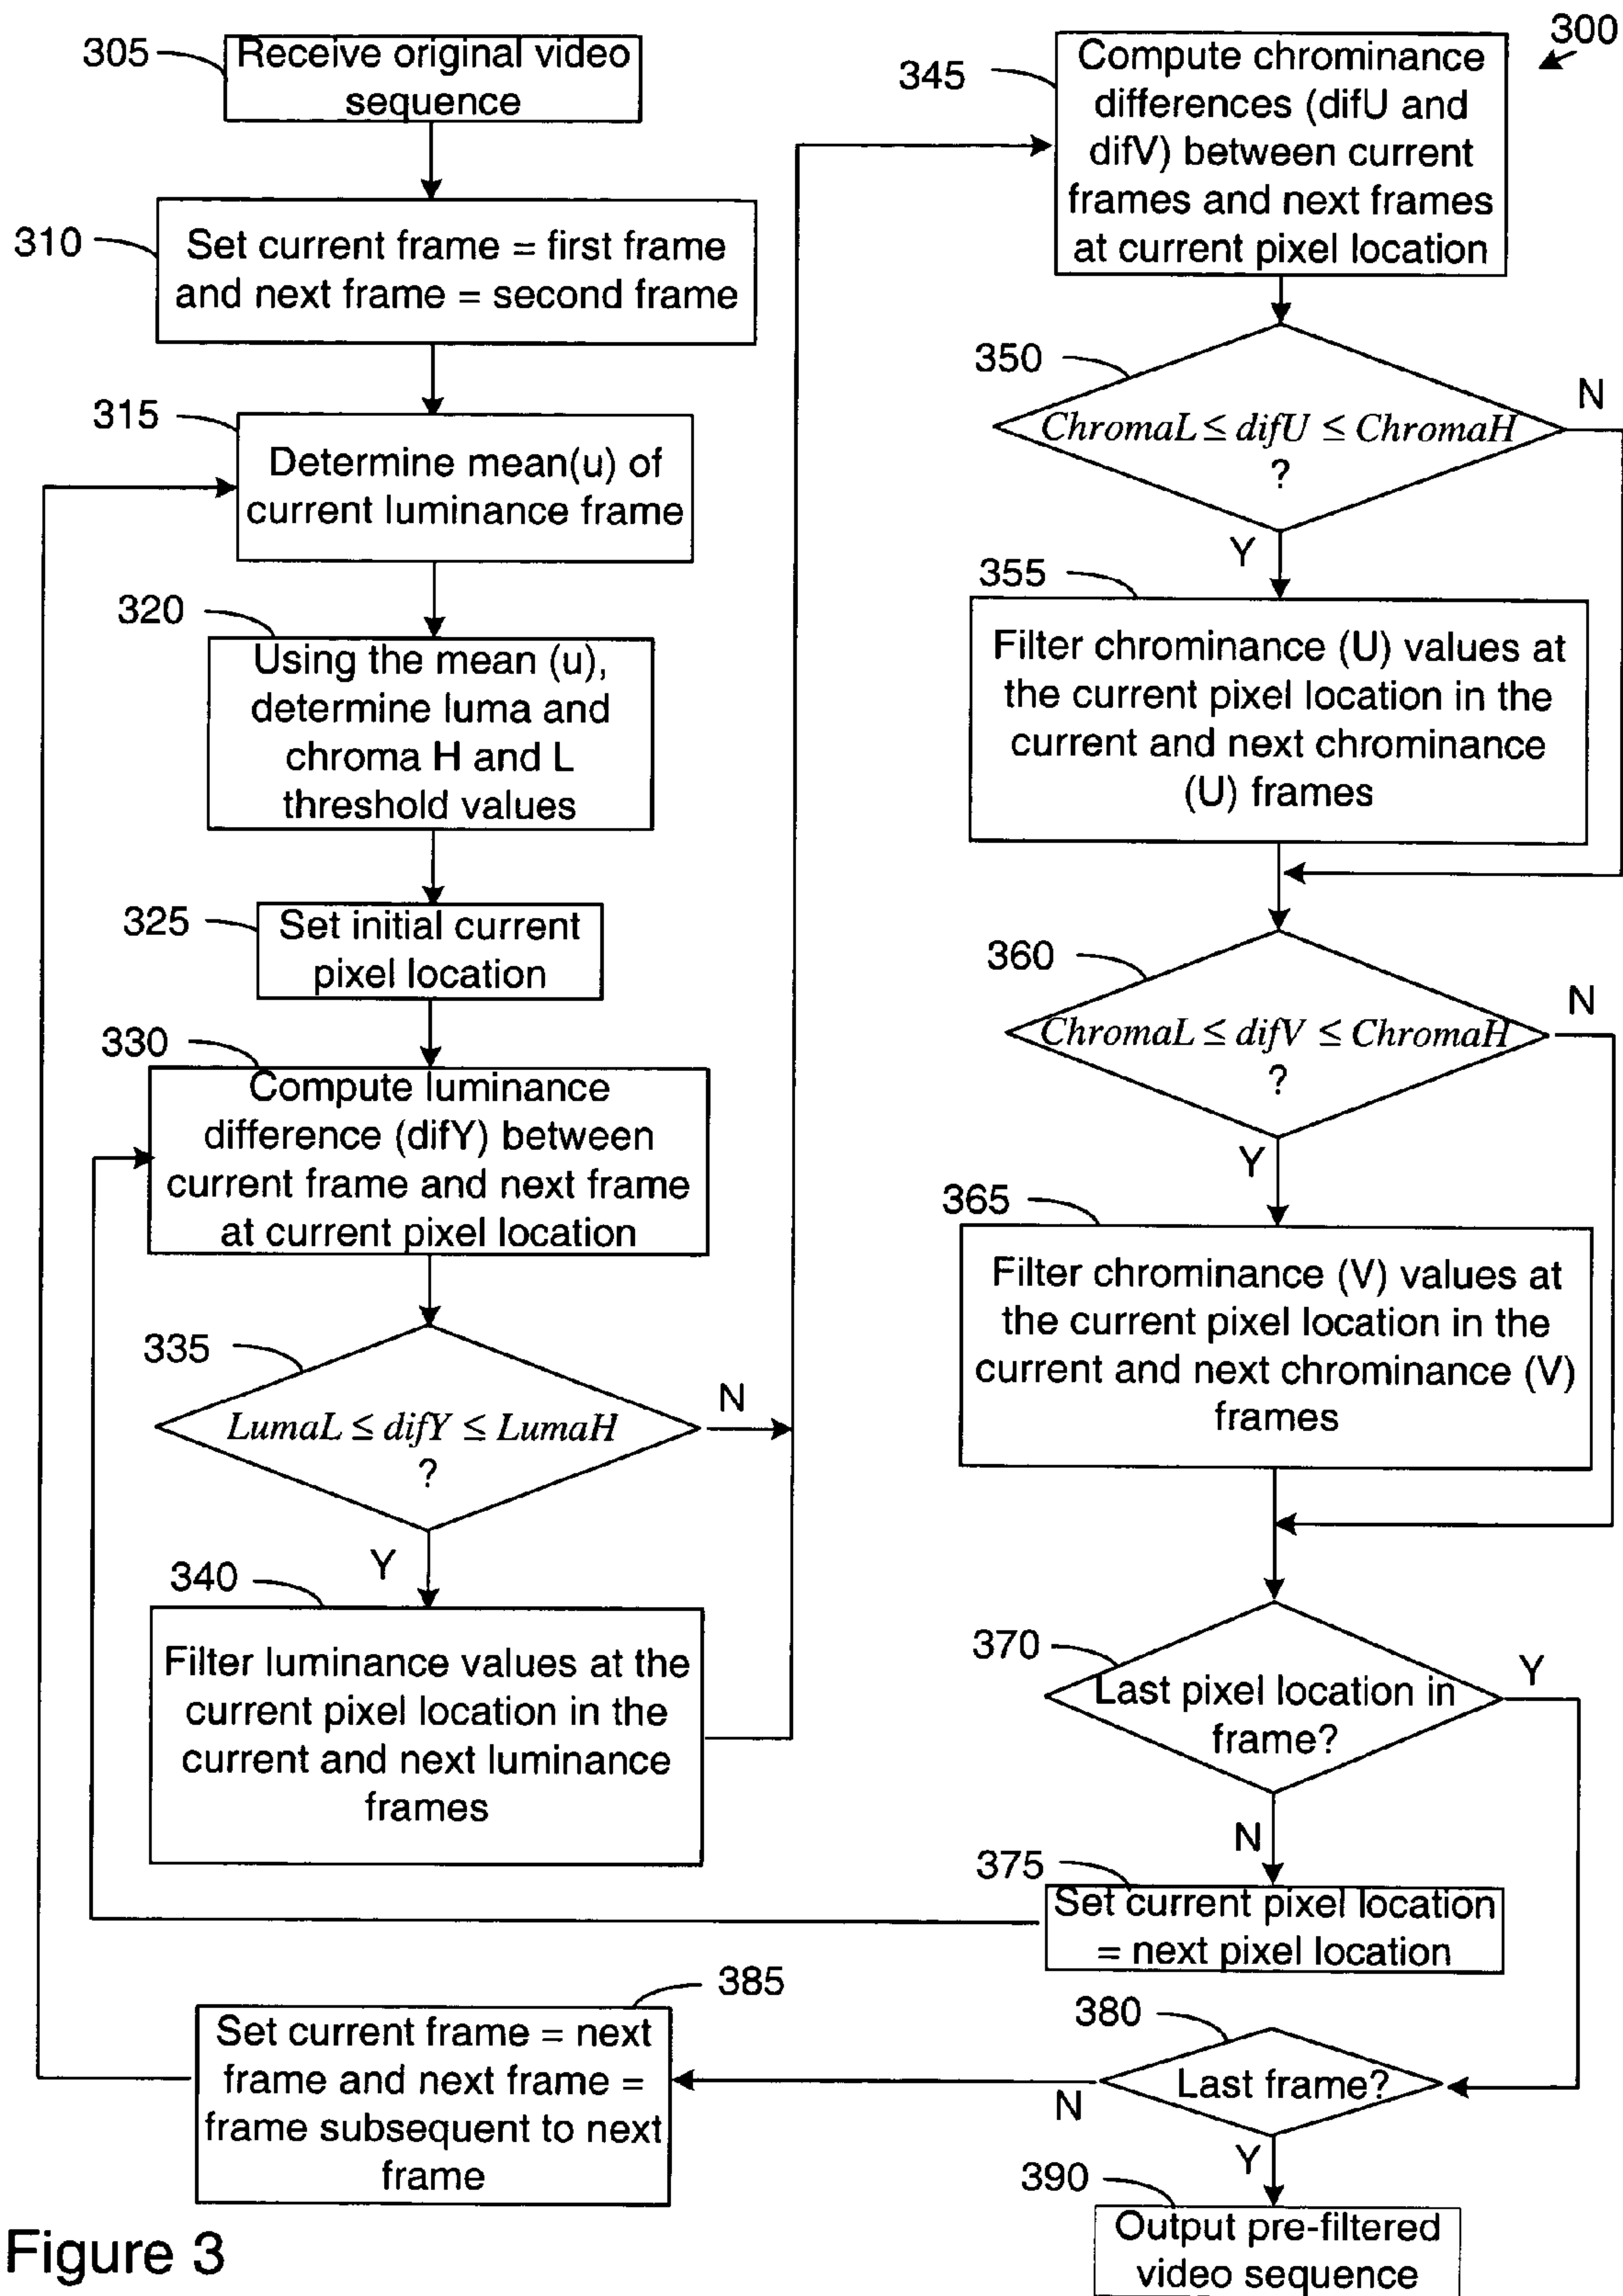 300
305
Receive original video
sequence
310
Set current frame = first frame
and next frame = second frame
315
Determine mean(u) of
current luminance frame
320
Using the mean (u),
determine luma and
chroma H and L
threshold values
325
Set initial current
pixel location
330
Compute luminance
difference (difY) between
current frame and next frame
at current pixel location
335
LumaL ≤ difY ≤ LumaH
?
N
Y
340
Filter luminance values at the
current pixel location in the
current and next luminance
frames
345
Compute chrominance
differences (difU and
difV) between current
frames and next frames
at current pixel location
350
ChromaL ≤ difU ≤ ChromaH
?
N
Y
355
Filter chrominance (U) values at
the current pixel location in the
current and next chrominance
(U) frames
360
ChromaL ≤ difV ≤ ChromaH
?
N
Y
365
Filter chrominance (V) values at
the current pixel location in the
current and next chrominance (V)
frames
370
Last pixel location in
frame?
Y
N
375
Set current pixel location
= next pixel location
380
Last frame?
N
Y
385
Set current frame = next
frame and next frame =
frame subsequent to next
frame
390
Output pre-filtered
video sequence
Figure 3